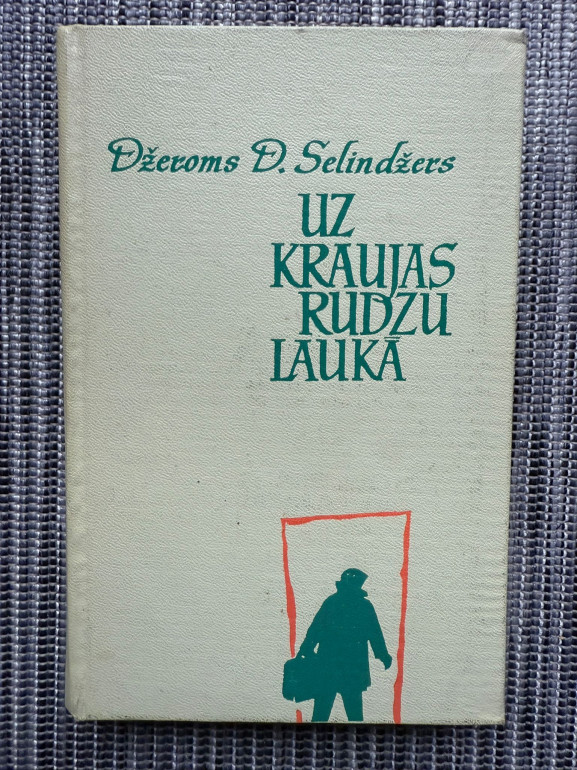 Džeroms D. Selindžers
UZ
KRAUJAS
RUDZU
LAUKĀ